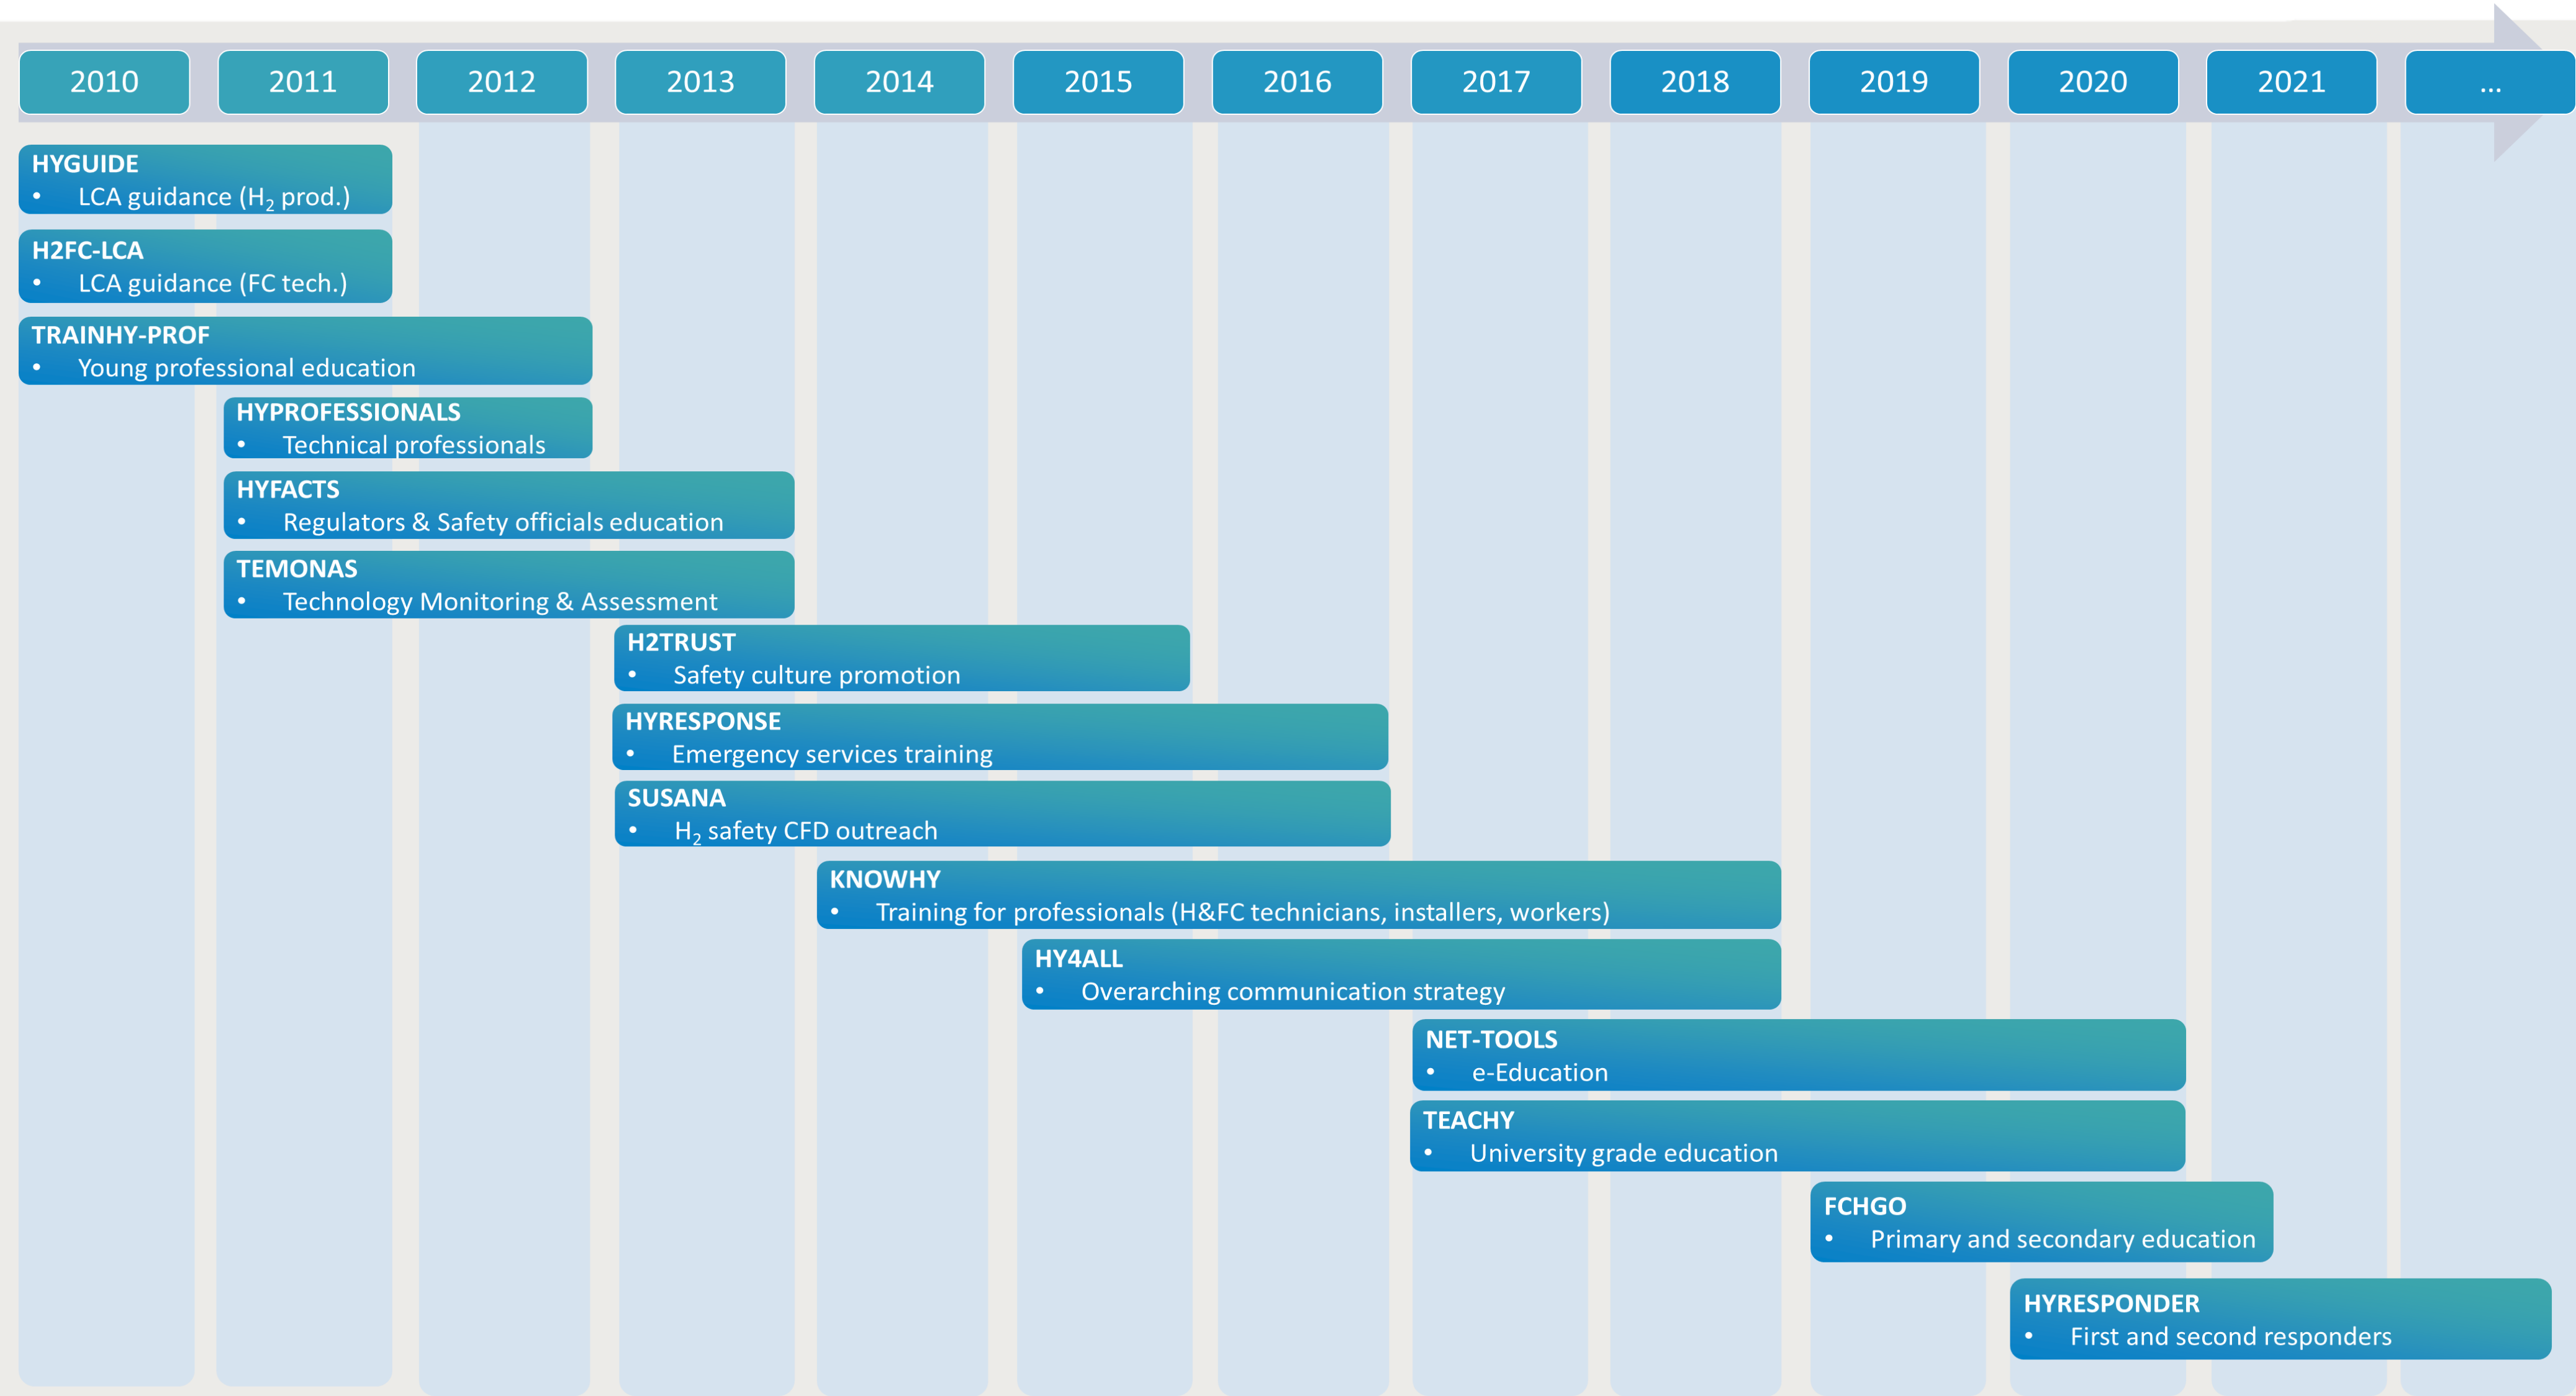 2010 2011 2012 2013 2014 2015 2016 2017 2018 2019 2020 2021 ...
HYGUIDE
• LCA guidance (H₂ prod.)
H2FC-LCA
• LCA guidance (FC tech.)
TRAINHY-PROF
• Young professional education
HYPROFESSIONALS
• Technical professionals
HYFACTS
• Regulators & Safety officials education
TEMONAS
• Technology Monitoring & Assessment
H2TRUST
• Safety culture promotion
HYRESPONSE
• Emergency services training
SUSANA
• H₂ safety CFD outreach
KNOWHY
• Training for professionals (H&FC technicians, installers, workers)
HY4ALL
• Overarching communication strategy
NET-TOOLS
• e-Education
TEACHY
• University grade education
FCHGO
• Primary and secondary education
HYRESPONDER
• First and second responders